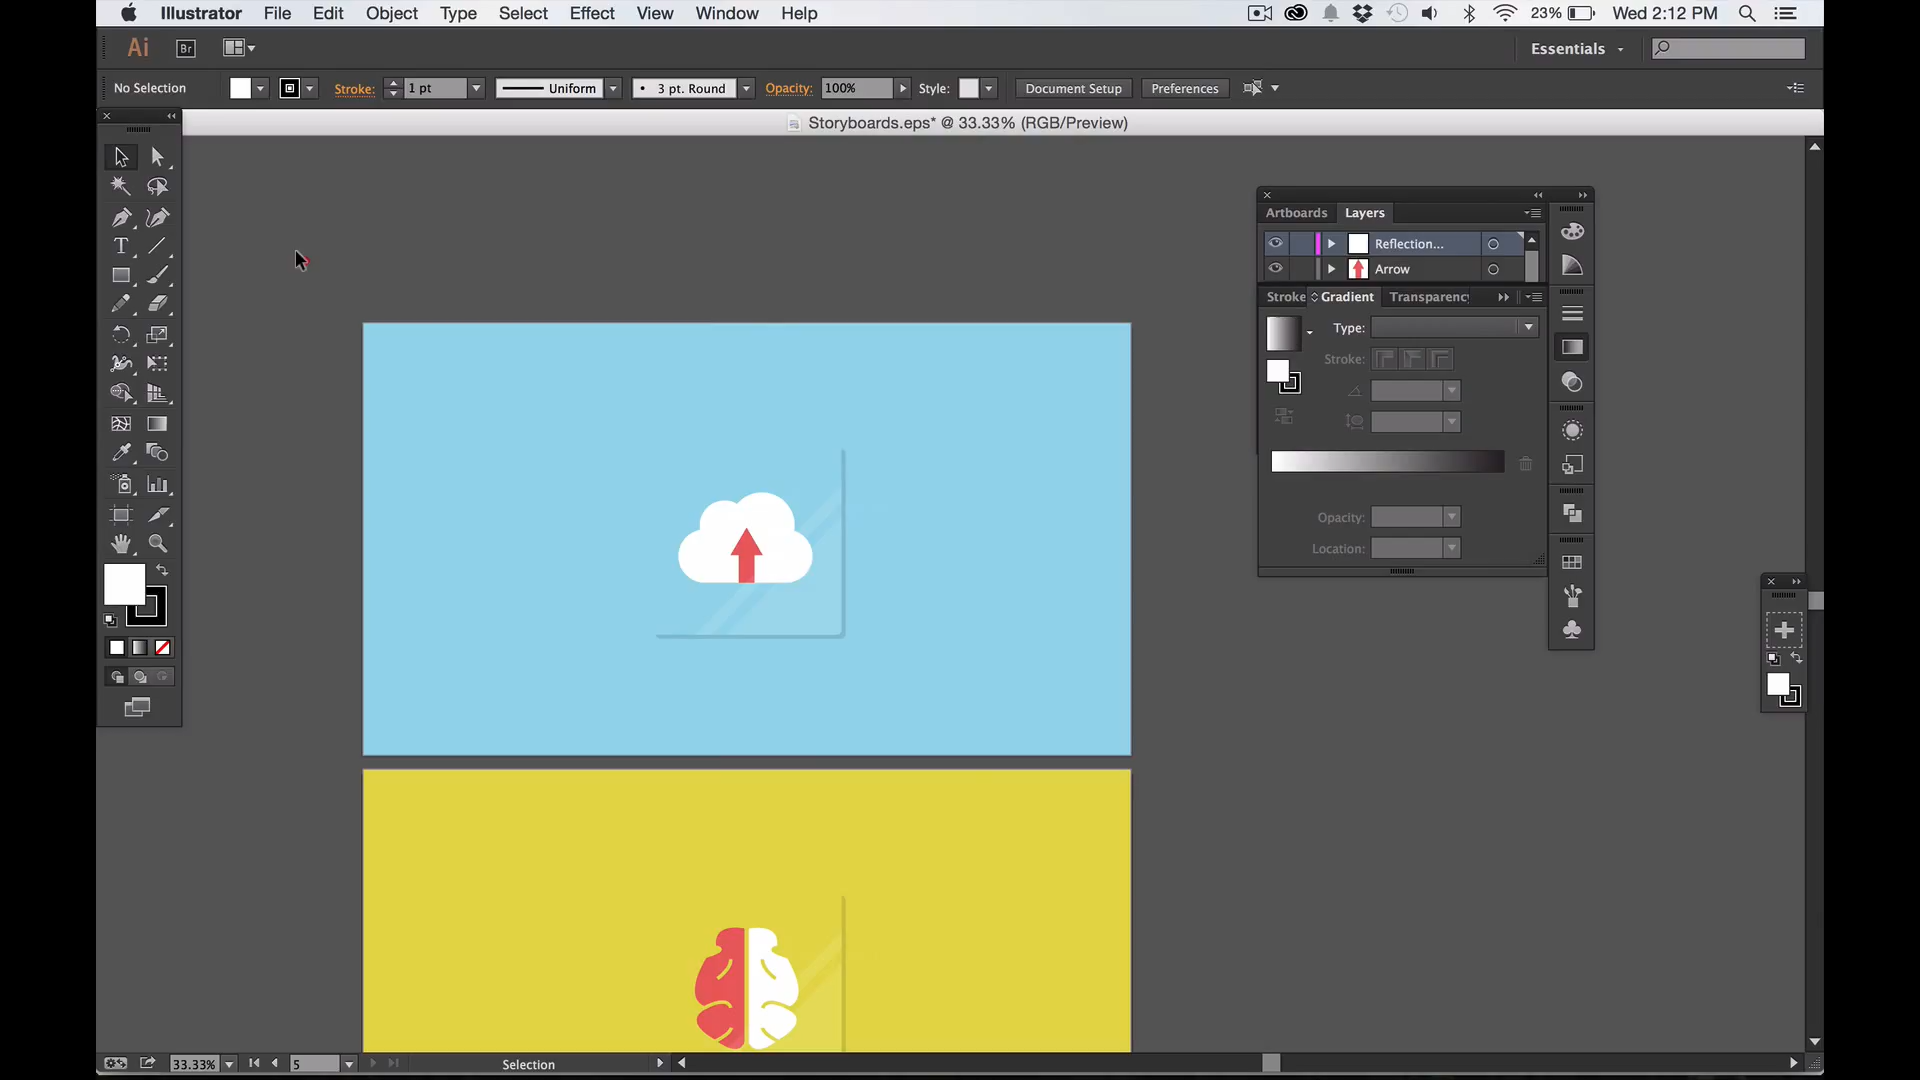 Illustrator File Edit Object Type Select Effect View Window Help 23% Wed 2:12 PM
Ai Br Essentials
No Selection Stroke: 1 pt Uniform 3 pt. Round Opacity: 100% Style: Document Setup Preferences
Storyboards.eps* @ 33.33% (RGB/Preview)
Artboards Layers
Reflection...
Arrow
Stroke Gradient Transparency
Type:
Stroke:
Opacity:
Location:
T
33.33% 5 Selection